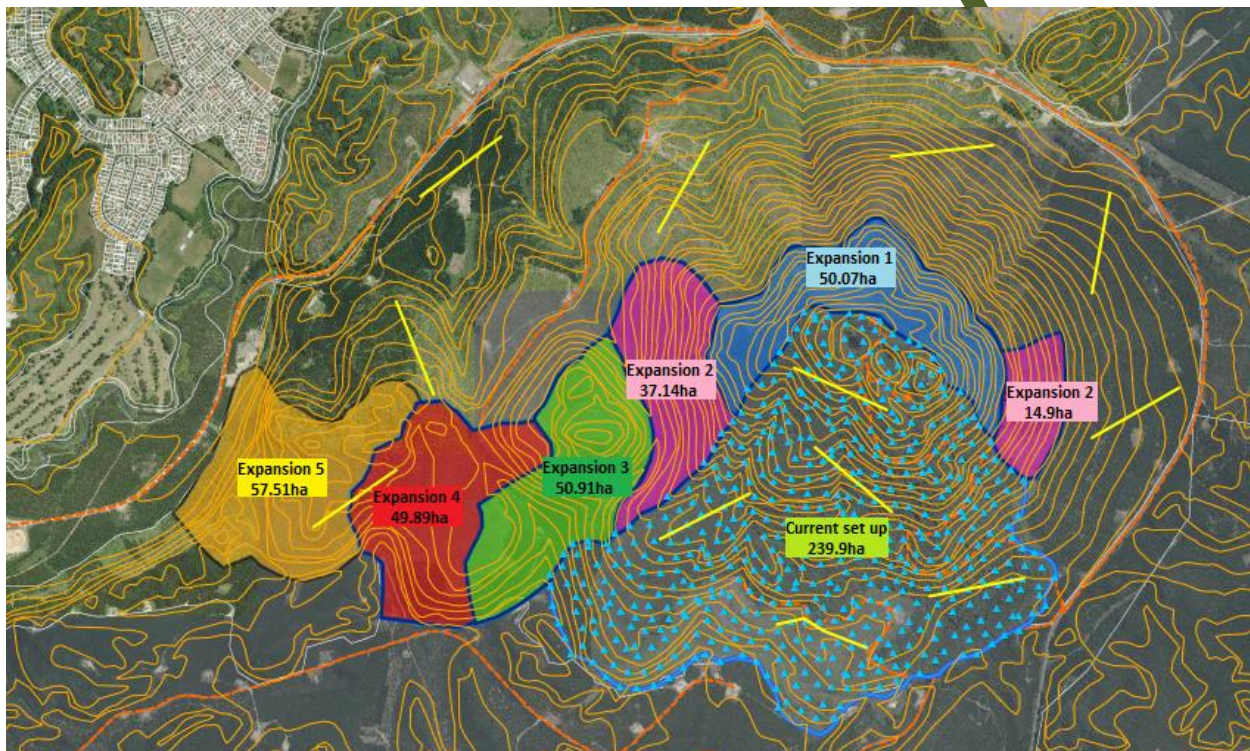 Expansion 1
50.07ha
Expansion 2
37.14ha
Expansion 2
14.9ha
Expansion 3
50.91ha
Expansion 5
57.51ha
Expansion 4
49.89ha
Current set up
239.9ha